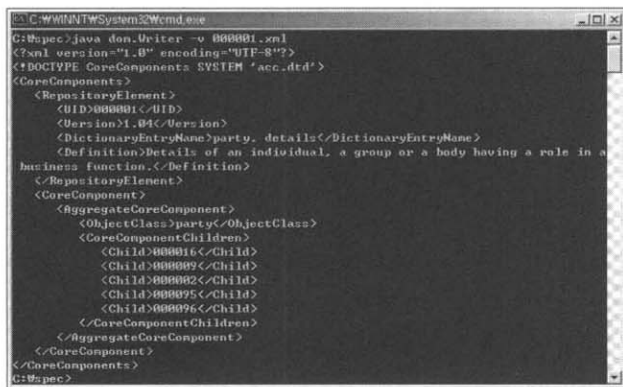 C:₩WINNT₩System32₩cmd.exe
C:₩spec>java dom.Writer -v 000001.xml
<?xml version="1.0" encoding="UTF-8"?>
<!DOCTYPE CoreComponents SYSTEM 'acc.dtd'>
<CoreComponents>
<RepositoryElement>
<UID>000001</UID>
<Version>1.04</Version>
<DictionaryEntryName>party. details</DictionaryEntryName>
<Definition>Details of an individual, a group or a body having a role in a
business function.</Definition>
</RepositoryElement>
<CoreComponent>
<AggregateCoreComponent>
<ObjectClass>party</ObjectClass>
<CoreComponentChildren>
<Child>000016</Child>
<Child>000009</Child>
<Child>000002</Child>
<Child>000095</Child>
<Child>000096</Child>
</CoreComponentChildren>
</AggregateCoreComponent>
</CoreComponent>
</CoreComponents>
C:₩spec>